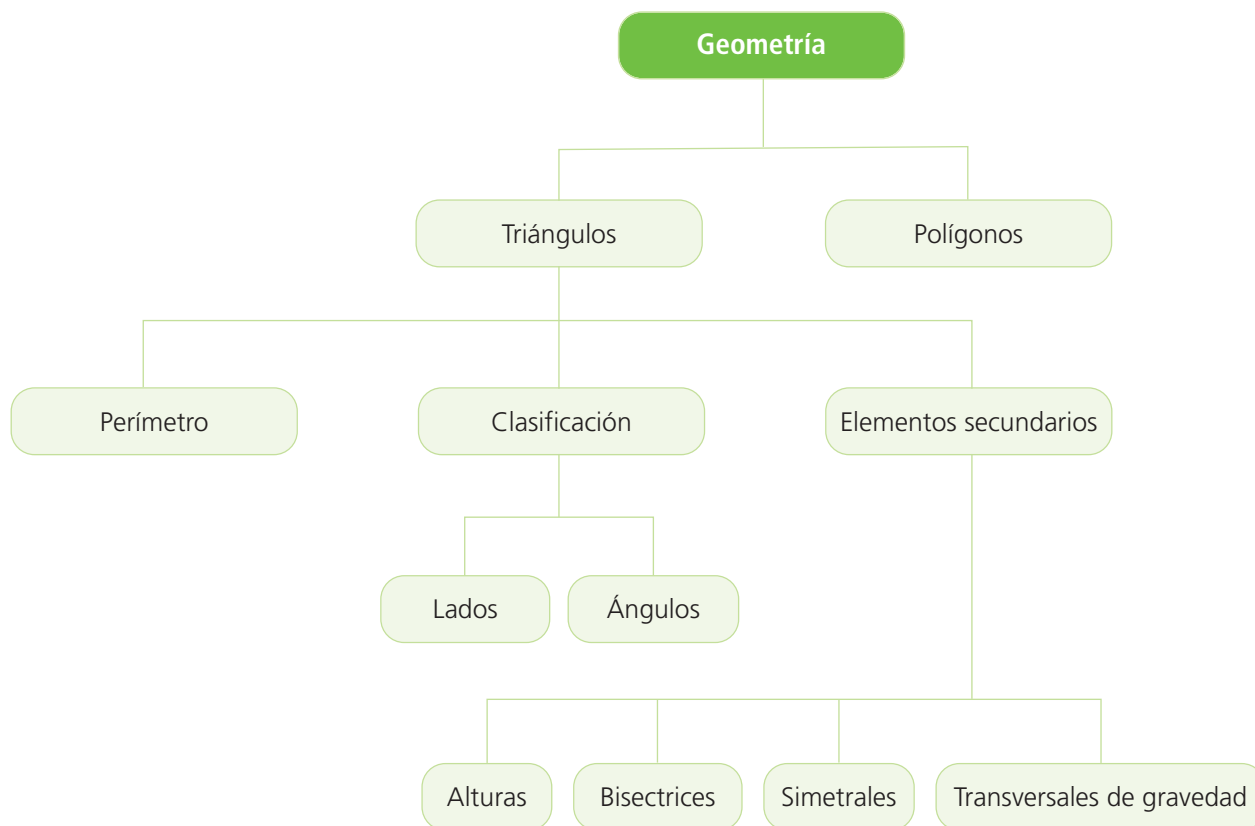 Geometría
Triángulos
Polígonos
Perímetro
Clasificación
Elementos secundarios
Lados
Ángulos
Alturas
Bisectrices
Simetrales
Transversales de gravedad